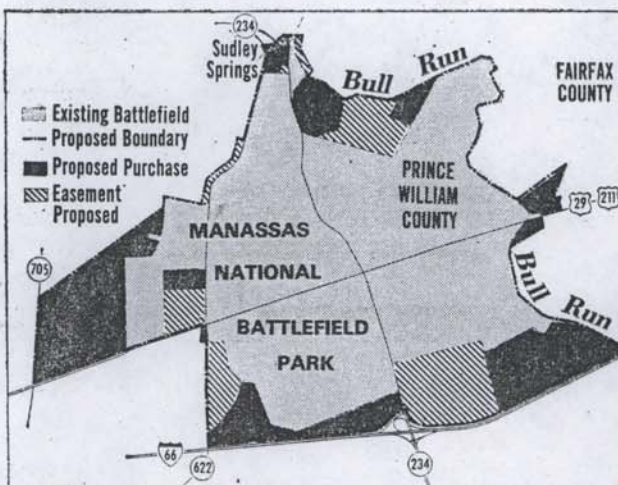 234
Sudley
Springs
Bull Run
FAIRFAX
COUNTY
Existing Battlefield
Proposed Boundary
Proposed Purchase
Easement
Proposed
PRINCE
WILLIAM
COUNTY
29 211
MANASSAS
NATIONAL
BATTLEFIELD
PARK
705
Bull Run
66
622
234